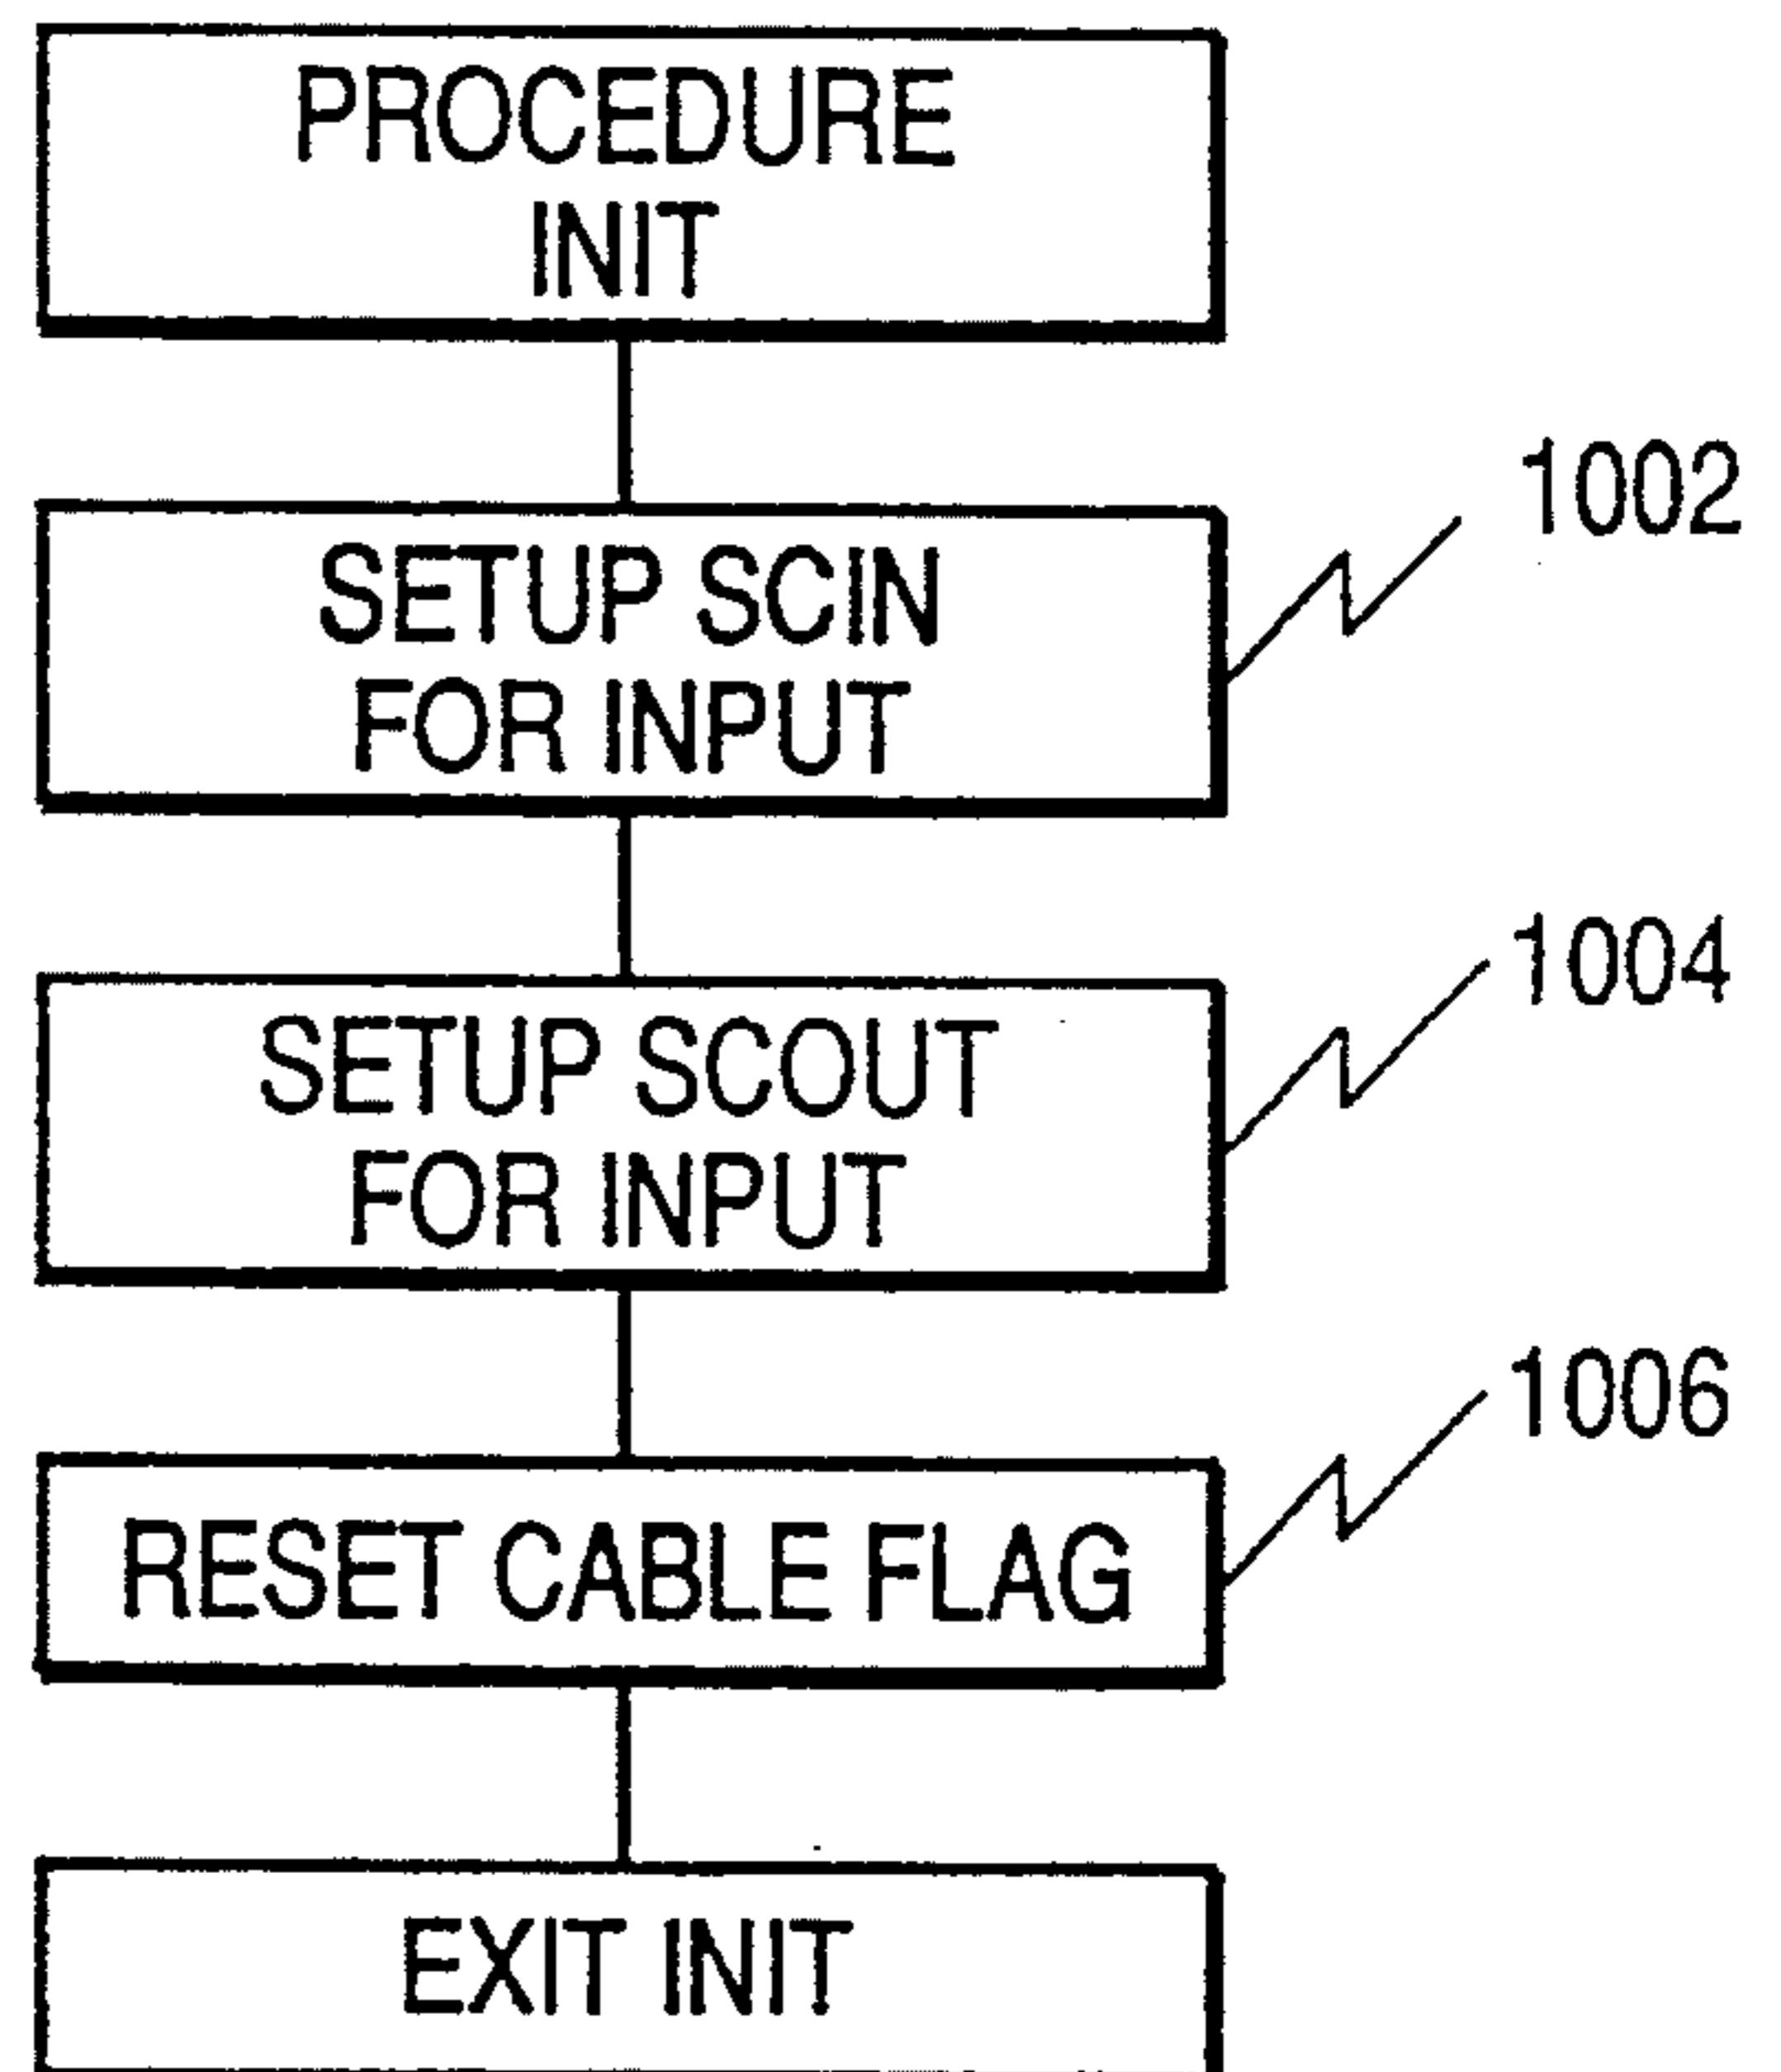 PROCEDURE
INIT
1002
SETUP SCIN
FOR INPUT
1004
SETUP SCOUT
FOR INPUT
1006
RESET CABLE FLAG
EXIT INIT